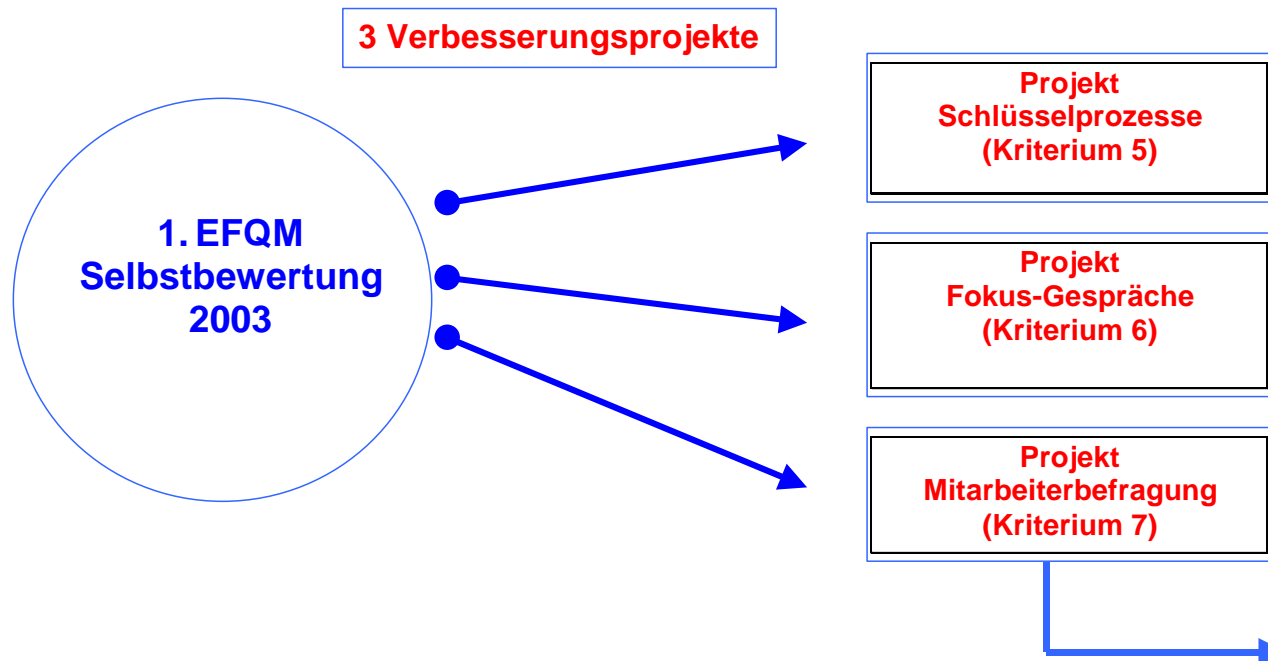 3 Verbesserungsprojekte
1. EFQM
Selbstbewertung
2003
Projekt
Schlüsselprozesse
(Kriterium 5)
Projekt
Fokus-Gespräche
(Kriterium 6)
Projekt
Mitarbeiterbefragung
(Kriterium 7)